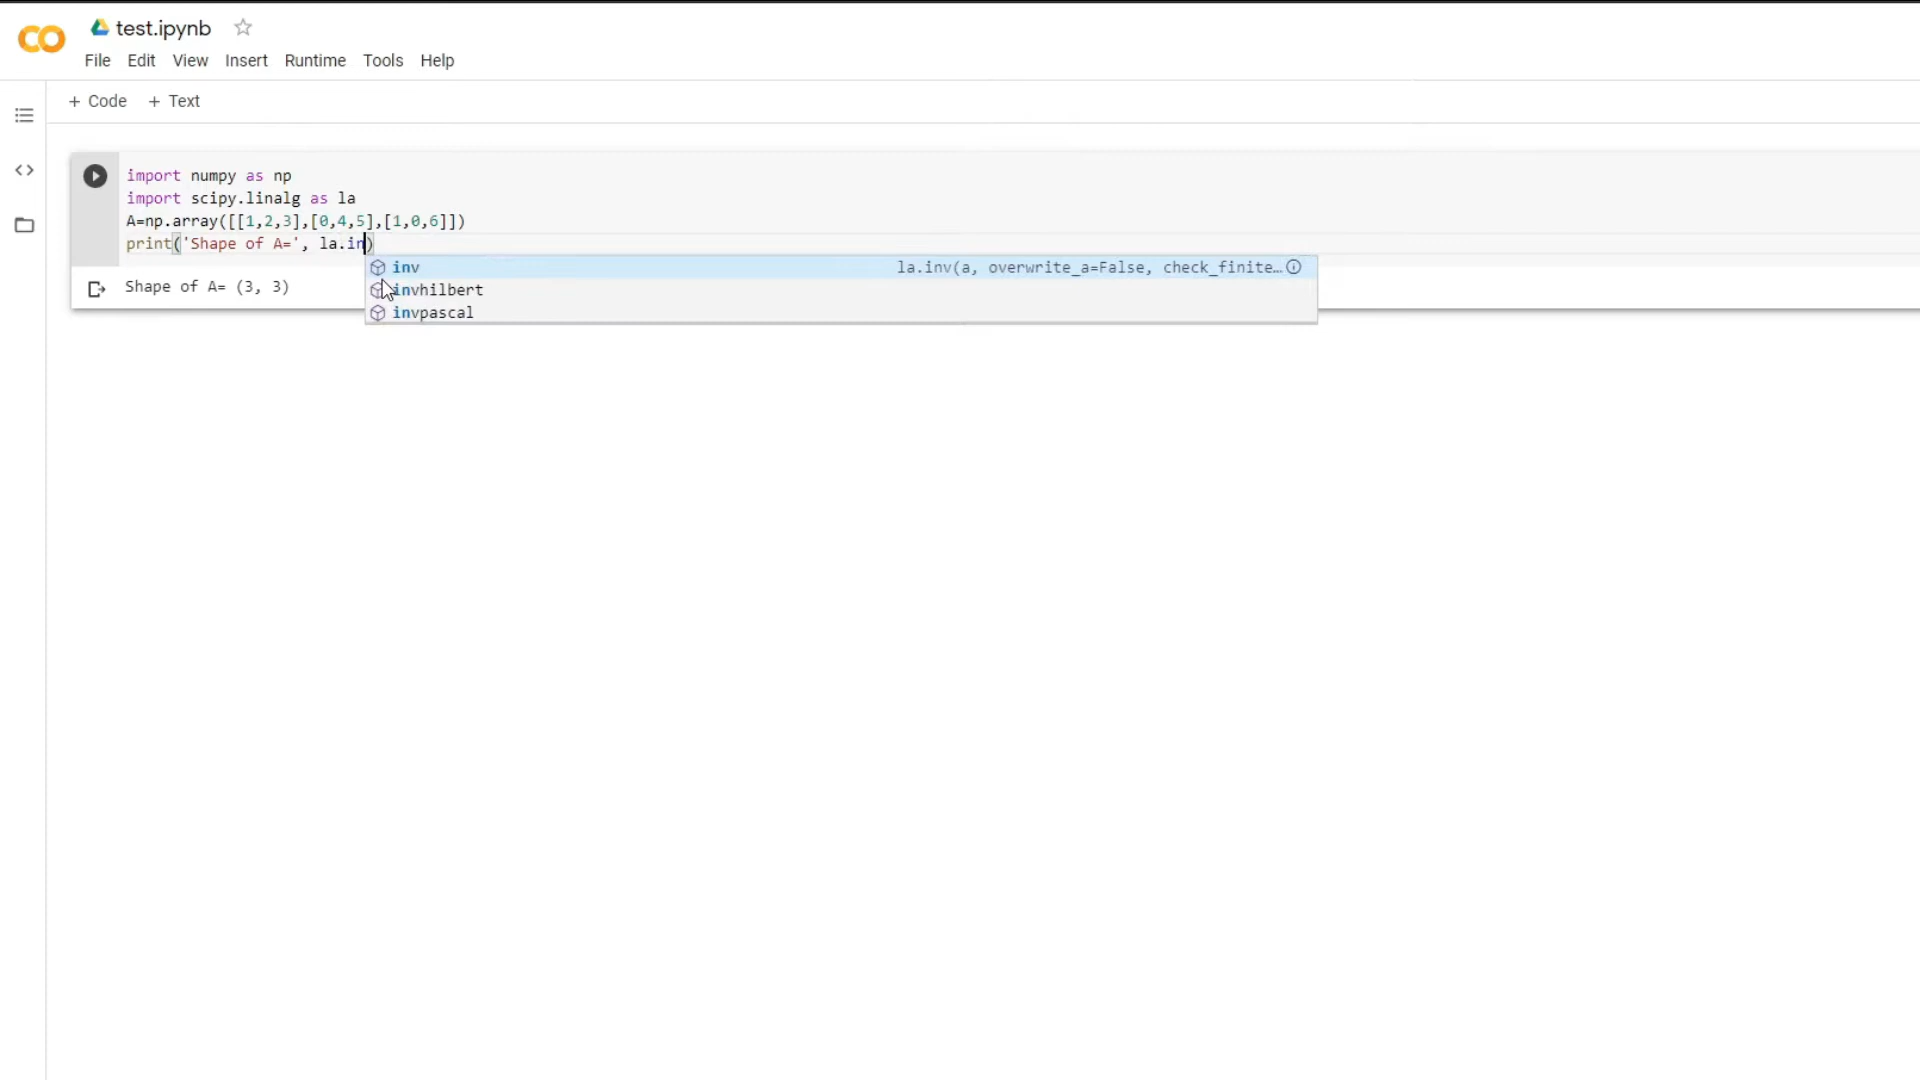 test.ipynb
File Edit View Insert Runtime Tools Help
+ Code + Text
import numpy as np
import scipy.linalg as la
A=np.array([[1,2,3],[0,4,5],[1,0,6]])
print('Shape of A=', la.in)
inv la.inv(a, overwrite_a=False, check_finite…
Shape of A= (3, 3)
invhilbert
invpascal